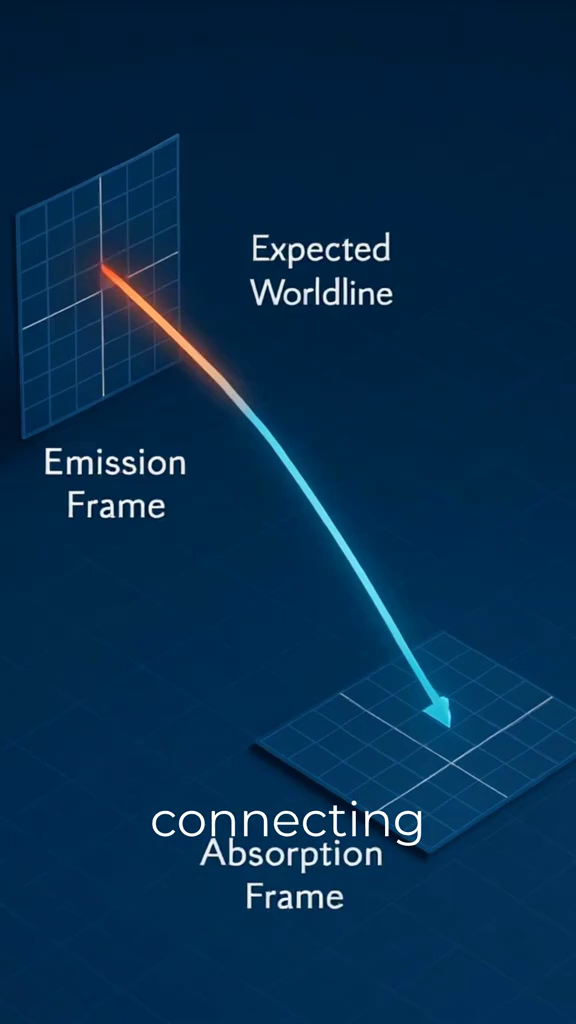 Expected
Worldline
Emission
Frame
connecting
Absorption
Frame